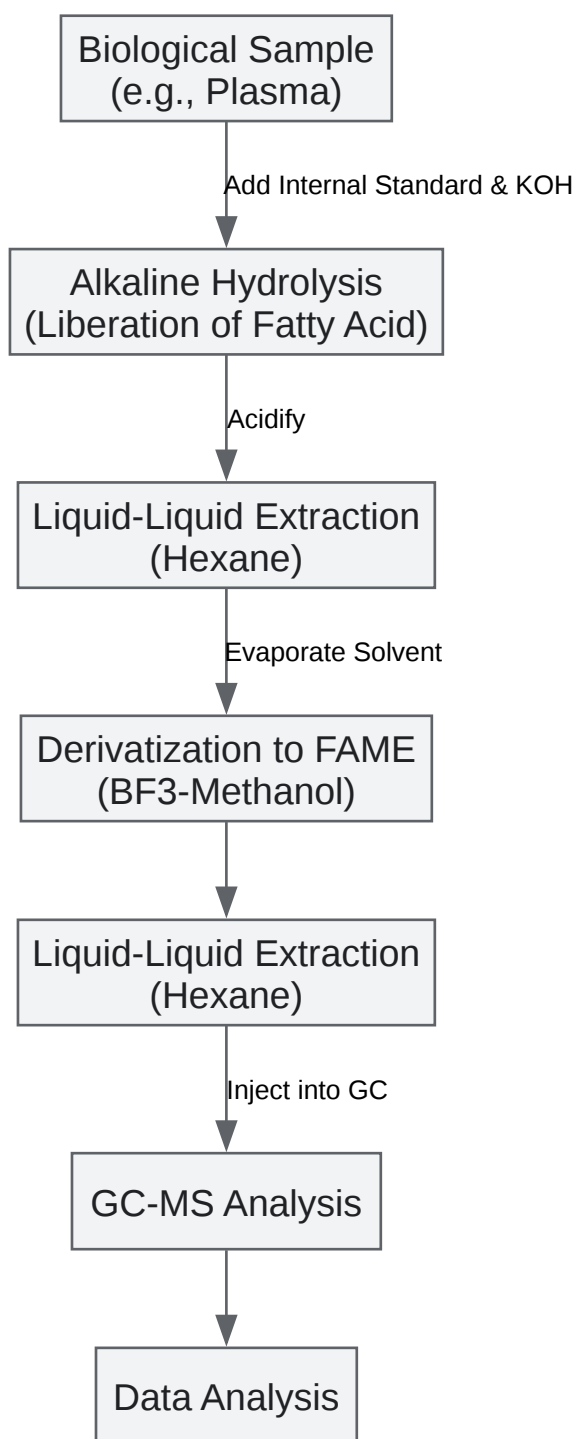 Biological Sample
(e.g., Plasma)
Add Internal Standard & KOH
Alkaline Hydrolysis
(Liberation of Fatty Acid)
Acidify
Liquid-Liquid Extraction
(Hexane)
Evaporate Solvent
Derivatization to FAME
(BF3-Methanol)
Liquid-Liquid Extraction
(Hexane)
Inject into GC
GC-MS Analysis
Data Analysis